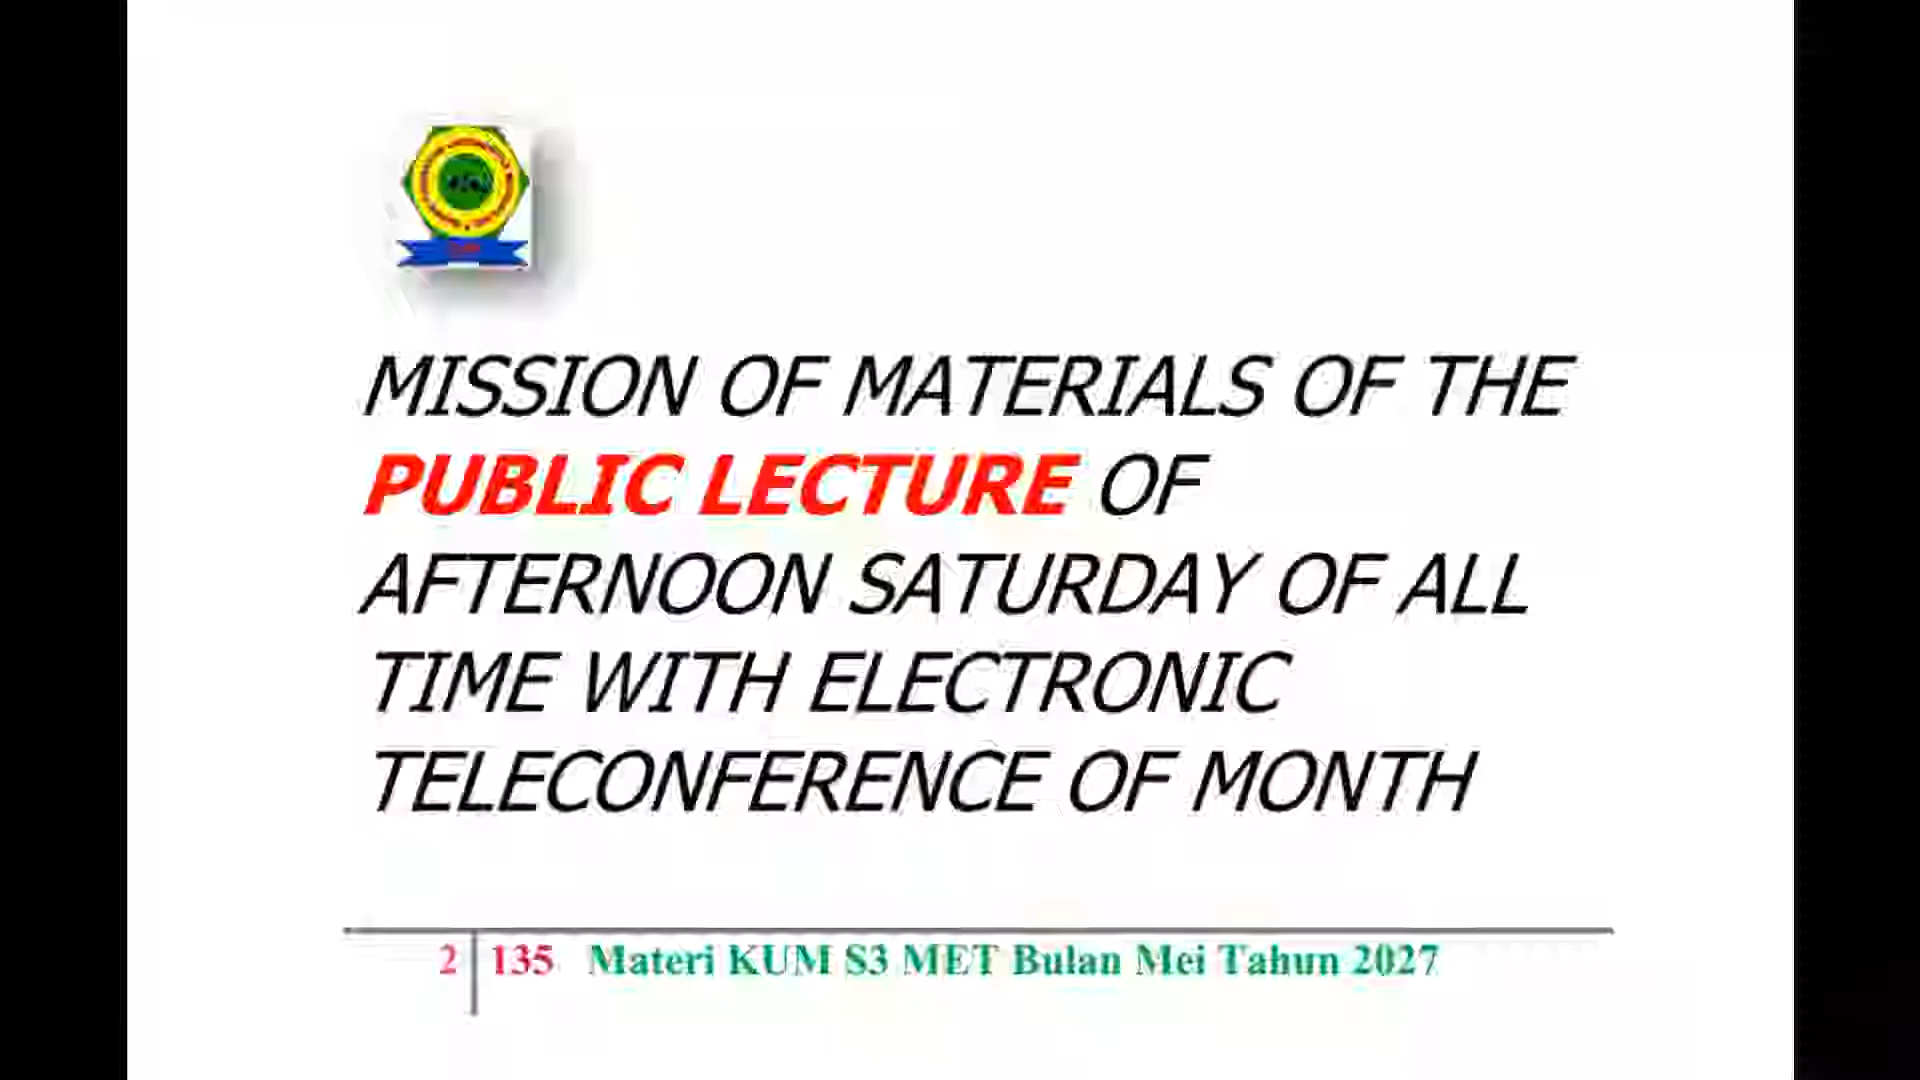 MISSION OF MATERIALS OF THE
PUBLIC LECTURE OF
AFTERNOON SATURDAY OF ALL
TIME WITH ELECTRONIC
TELECONFERENCE OF MONTH
2 135 Materi KUM S3 MET Bulan Mei Tahun 2027